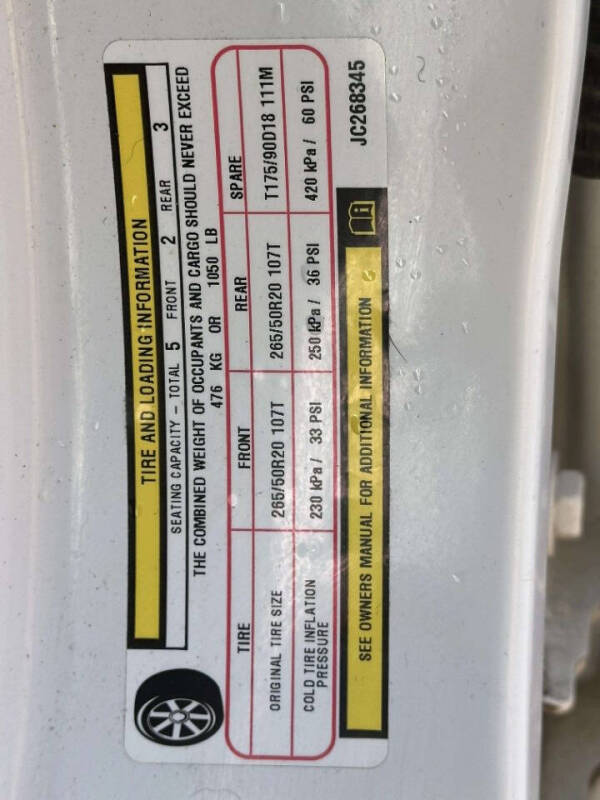 TIRE AND LOADING INFORMATION
SEATING CAPACITY - TOTAL 5 FRONT 2 REAR 3
THE COMBINED WEIGHT OF OCCUPANTS AND CARGO SHOULD NEVER EXCEED
476 KG OR 1050 LB
TIRE FRONT REAR SPARE
ORIGINAL TIRE SIZE 265/50R20 107T 265/50R20 107T T175/90D18 111M
COLD TIRE INFLATION PRESSURE 230 kPa / 33 PSI 250 kPa / 36 PSI 420 kPa / 60 PSI
SEE OWNERS MANUAL FOR ADDITIONAL INFORMATION
JC268345